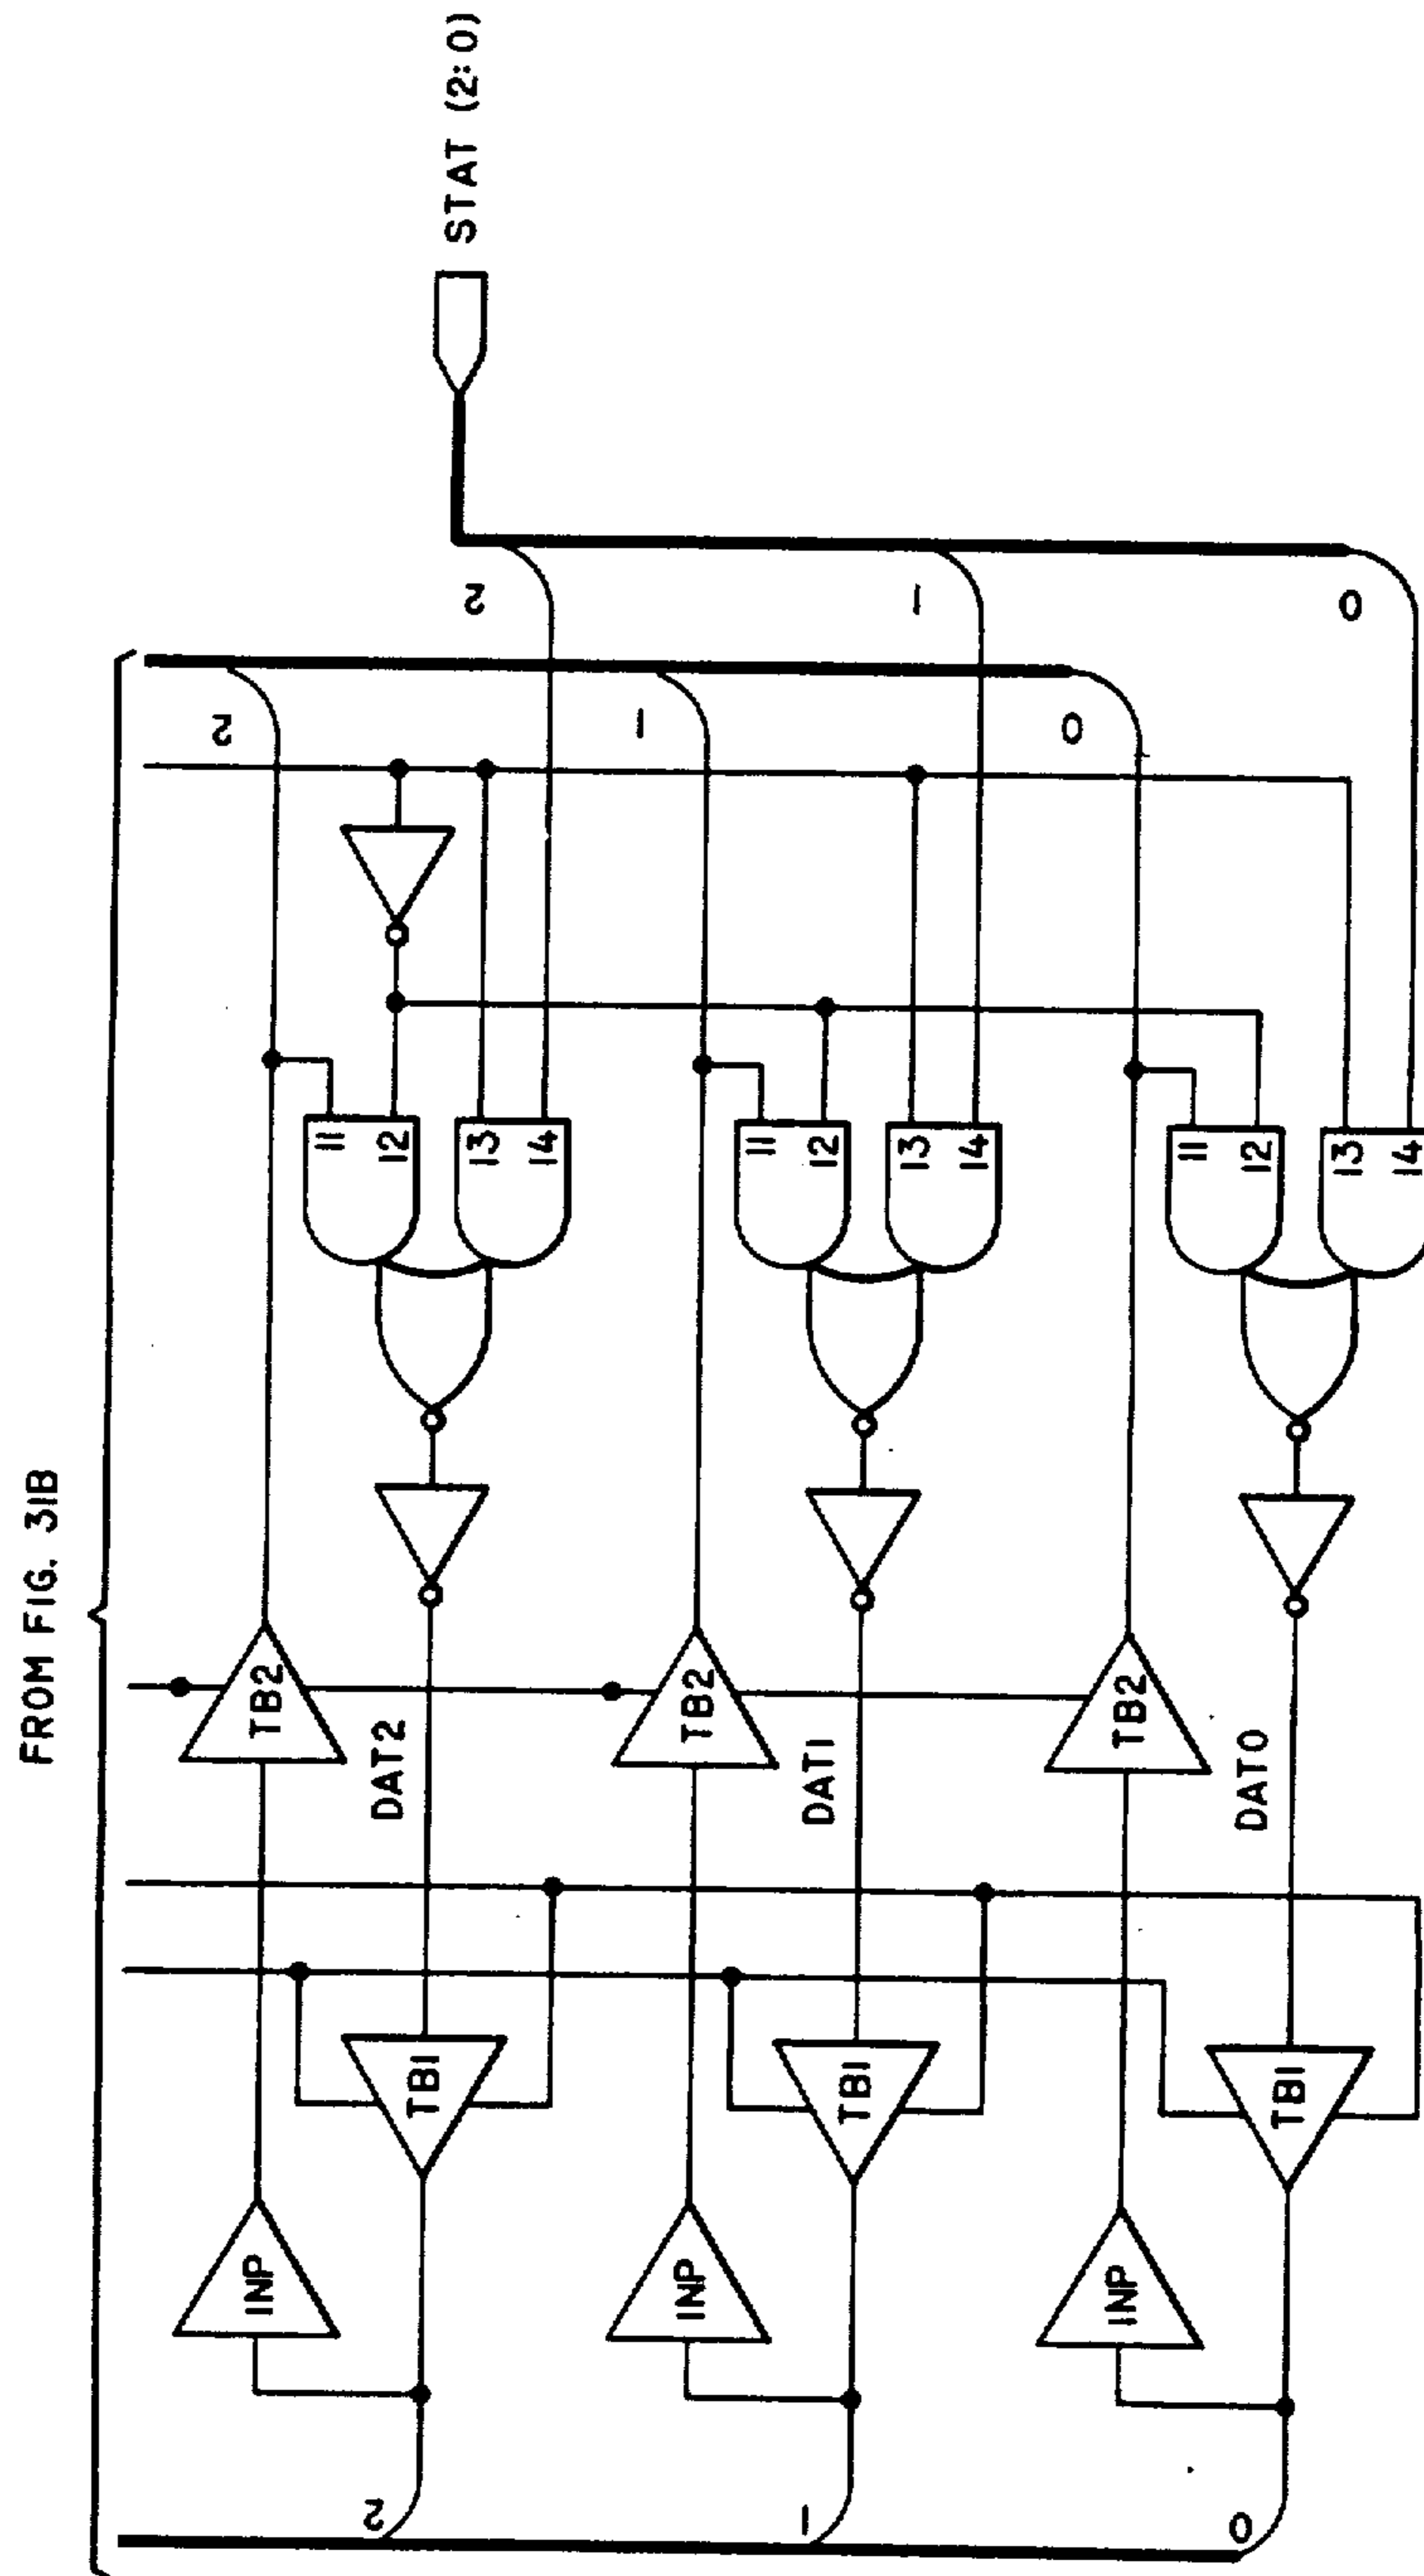 FROM FIG. 31B
2
INP
TB2
2
TB1
DAT2
I1
I2
I3
I4
2
STAT (2:0)
1
INP
TB2
1
TB1
DAT1
I1
I2
I3
I4
1
0
INP
TB2
0
TB1
DAT0
I1
I2
I3
I4
0